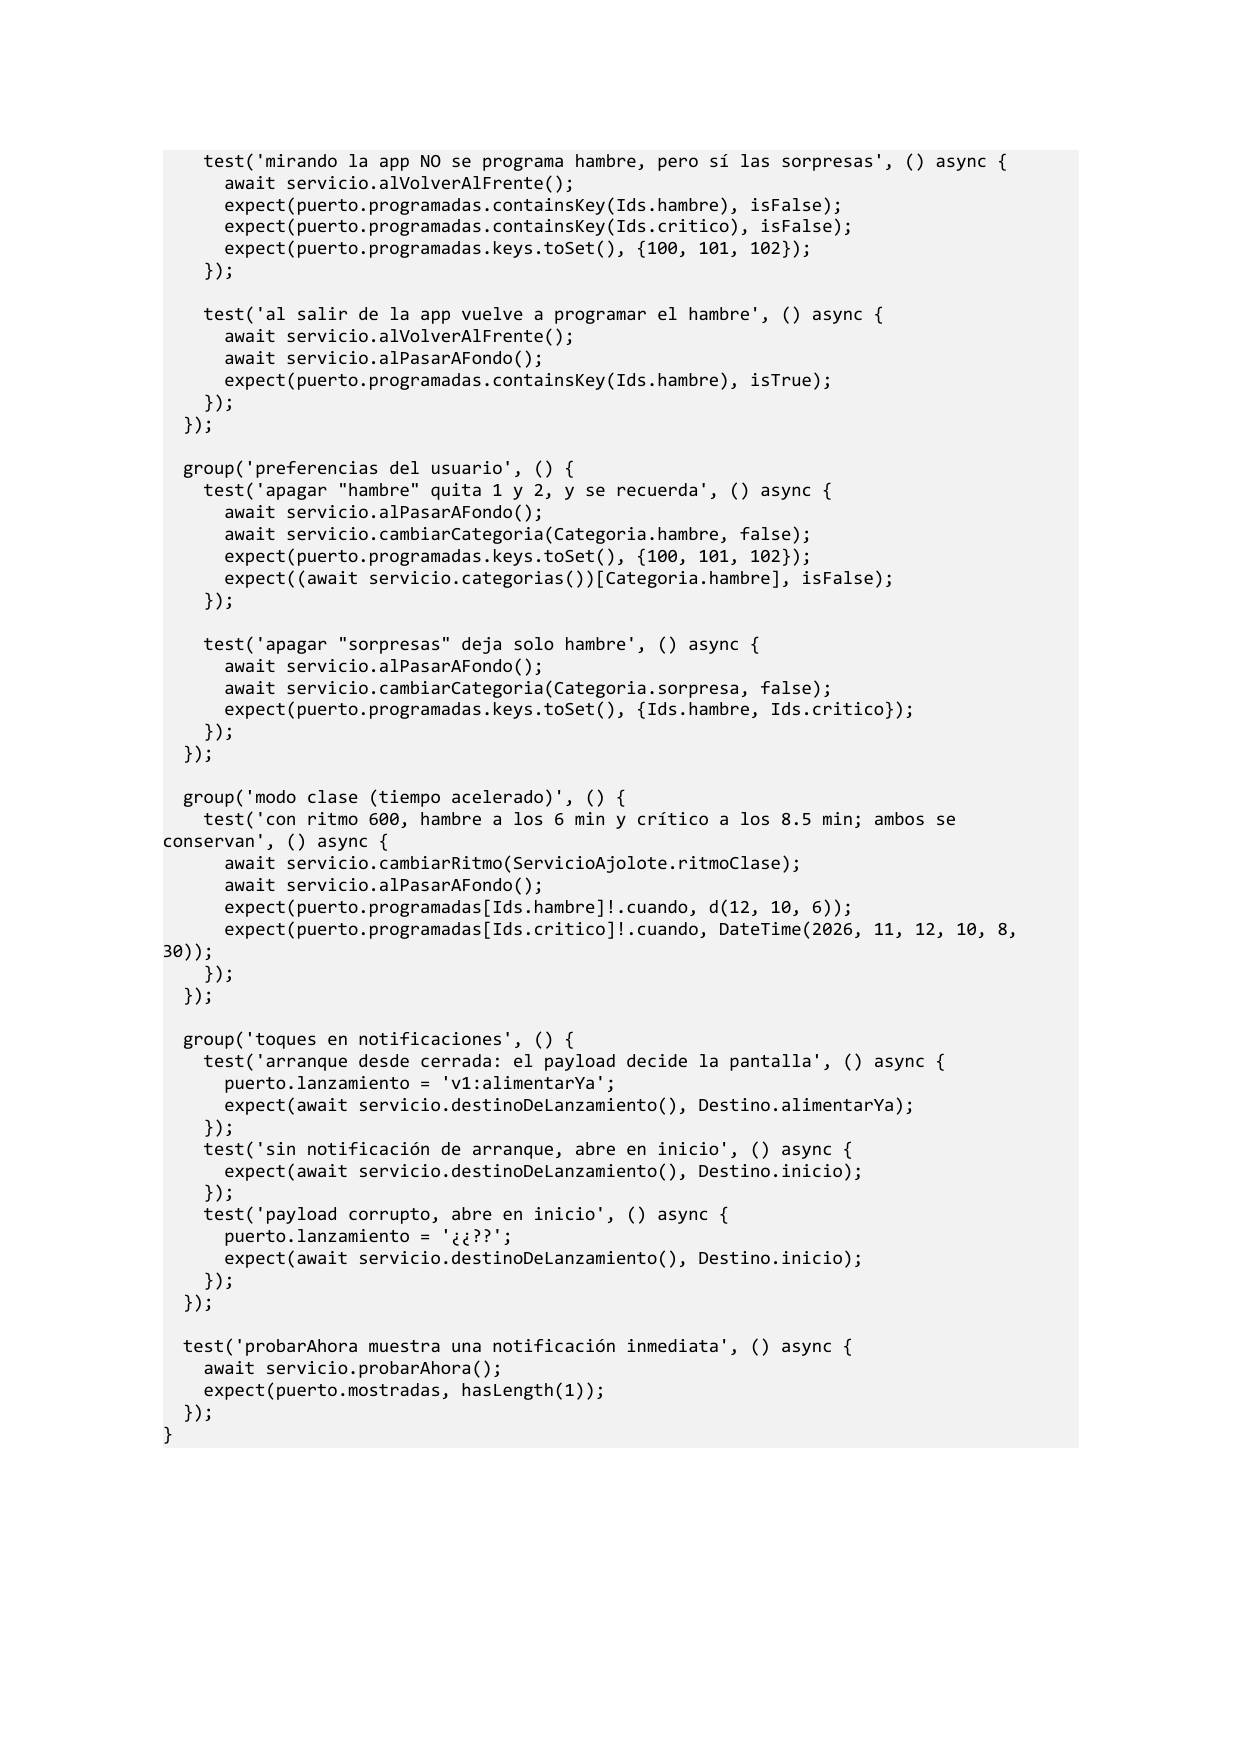 test('mirando la app NO se programa hambre, pero sí las sorpresas', () async {
await servicio.alVolverAlFrente();
expect(puerto.programadas.containsKey(Ids.hambre), isFalse);
expect(puerto.programadas.containsKey(Ids.critico), isFalse);
expect(puerto.programadas.keys.toSet(), {100, 101, 102});
});

test('al salir de la app vuelve a programar el hambre', () async {
await servicio.alVolverAlFrente();
await servicio.alPasarAFondo();
expect(puerto.programadas.containsKey(Ids.hambre), isTrue);
});
});

group('preferencias del usuario', () {
test('apagar "hambre" quita 1 y 2, y se recuerda', () async {
await servicio.alPasarAFondo();
await servicio.cambiarCategoria(Categoria.hambre, false);
expect(puerto.programadas.keys.toSet(), {100, 101, 102});
expect((await servicio.categorias())[Categoria.hambre], isFalse);
});

test('apagar "sorpresas" deja solo hambre', () async {
await servicio.alPasarAFondo();
await servicio.cambiarCategoria(Categoria.sorpresa, false);
expect(puerto.programadas.keys.toSet(), {Ids.hambre, Ids.critico});
});
});

group('modo clase (tiempo acelerado)', () {
test('con ritmo 600, hambre a los 6 min y crítico a los 8.5 min; ambos se
conservan', () async {
await servicio.cambiarRitmo(ServicioAjolote.ritmoClase);
await servicio.alPasarAFondo();
expect(puerto.programadas[Ids.hambre]!.cuando, d(12, 10, 6));
expect(puerto.programadas[Ids.critico]!.cuando, DateTime(2026, 11, 12, 10, 8,
30));
});
});

group('toques en notificaciones', () {
test('arranque desde cerrada: el payload decide la pantalla', () async {
puerto.lanzamiento = 'v1:alimentarYa';
expect(await servicio.destinoDeLanzamiento(), Destino.alimentarYa);
});
test('sin notificación de arranque, abre en inicio', () async {
expect(await servicio.destinoDeLanzamiento(), Destino.inicio);
});
test('payload corrupto, abre en inicio', () async {
puerto.lanzamiento = '¿¿??';
expect(await servicio.destinoDeLanzamiento(), Destino.inicio);
});
});

test('probarAhora muestra una notificación inmediata', () async {
await servicio.probarAhora();
expect(puerto.mostradas, hasLength(1));
});
}